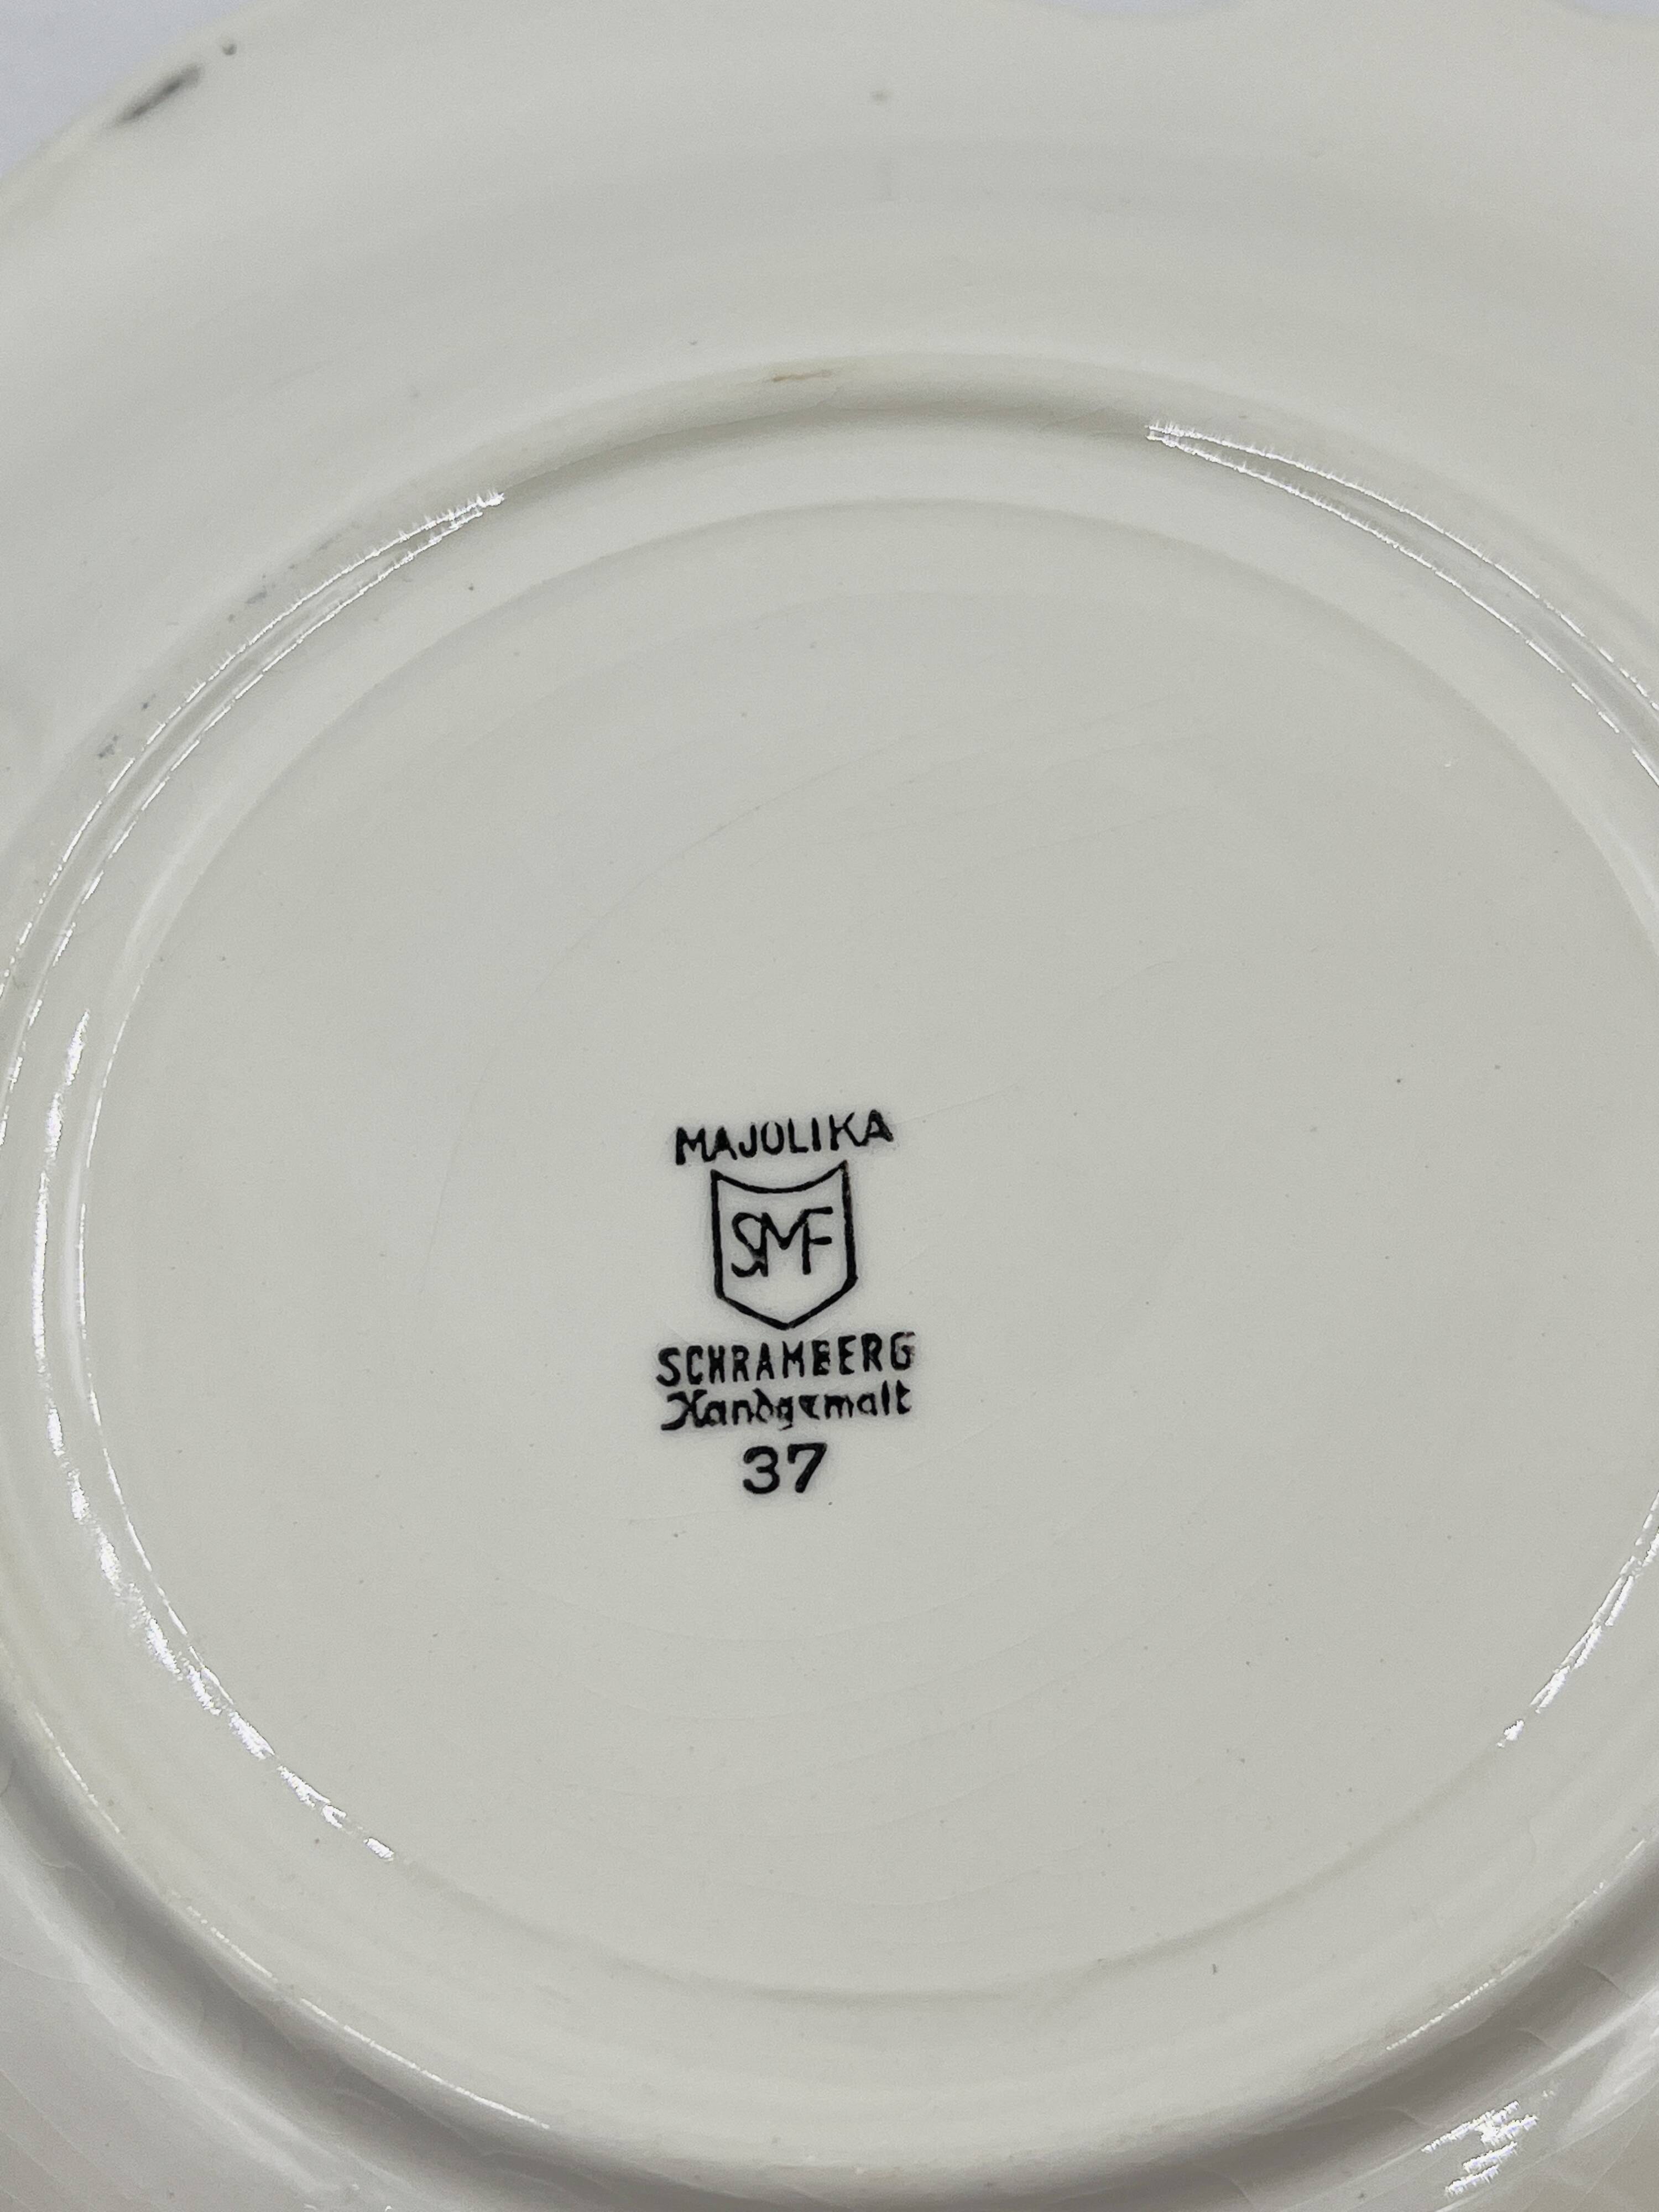 MAJOLIKA
SMF
SCHRAMBERG
Handgemalt
37